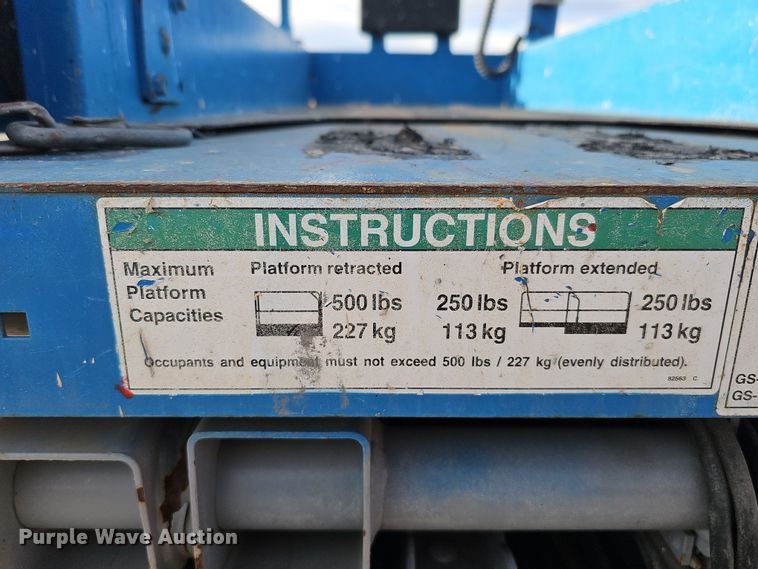 INSTRUCTIONS
Maximum Platform retracted Platform extended
Platform 500 lbs 250 lbs 250 lbs
Capacities 227 kg 113 kg 113 kg
Occupants and equipment must not exceed 500 lbs / 227 kg (evenly distributed).
82563 C
GS-
GS-
Purple Wave Auction